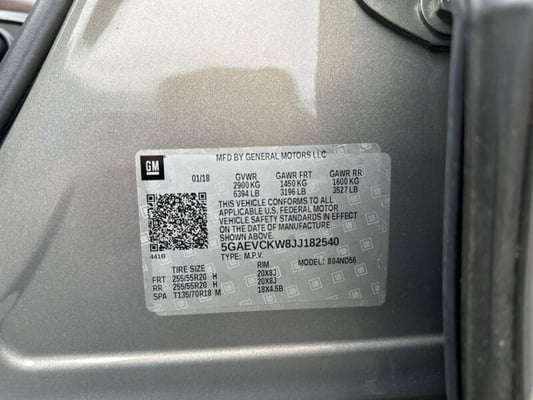 MFD BY GENERAL MOTORS LLC
GM
01/18
GVWR GAWR FRT GAWR RR
2900 KG 1450 KG 1600 KG
6394 LB 3196 LB 3527 LB
THIS VEHICLE CONFORMS TO ALL
APPLICABLE U.S. FEDERAL MOTOR
VEHICLE SAFETY STANDARDS IN EFFECT
ON THE DATE OF MANUFACTURE
SHOWN ABOVE.
5GAEVCKW8JJ182540
441B
TYPE: M.P.V. MODEL: 804ND56
TIRE SIZE RIM
FRT 255/55R20 H 20X8J
RR 255/55R20 H 20X8J
SPA T135/70R18 M 18X4.5B